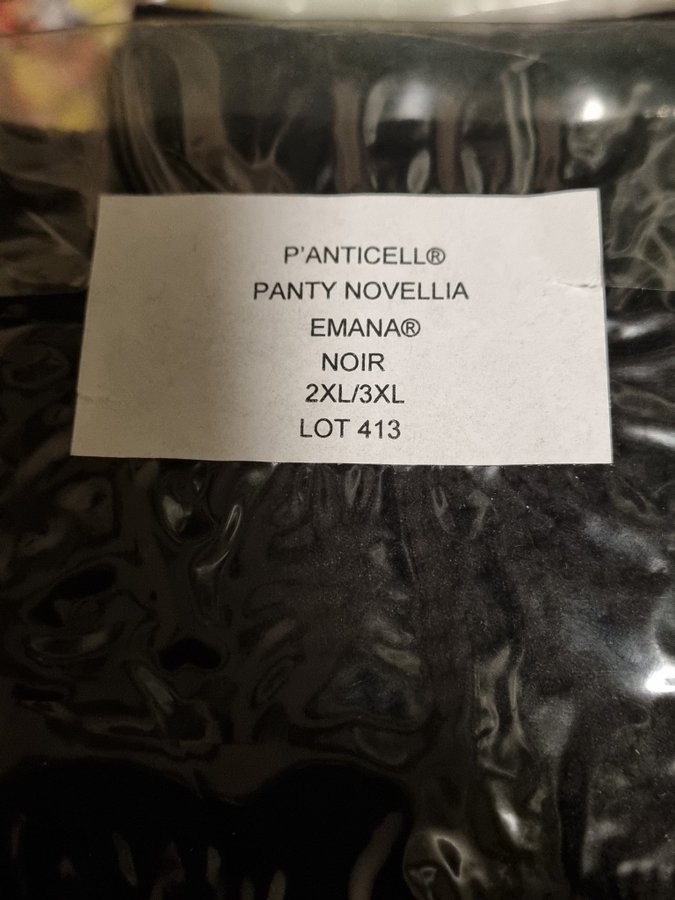 P'ANTICELL®
PANTY NOVELLIA
EMANA®
NOIR
2XL/3XL
LOT 413